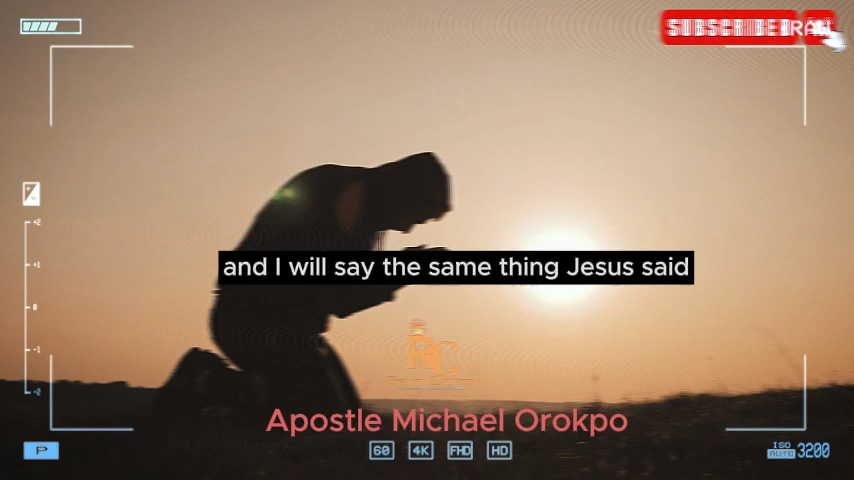 and I will say the same thing Jesus said
RC
Apostle Michael Orokpo
+2
+1
0
-1
-2
P
60 4K FHD HD
ISO AUTO 3200